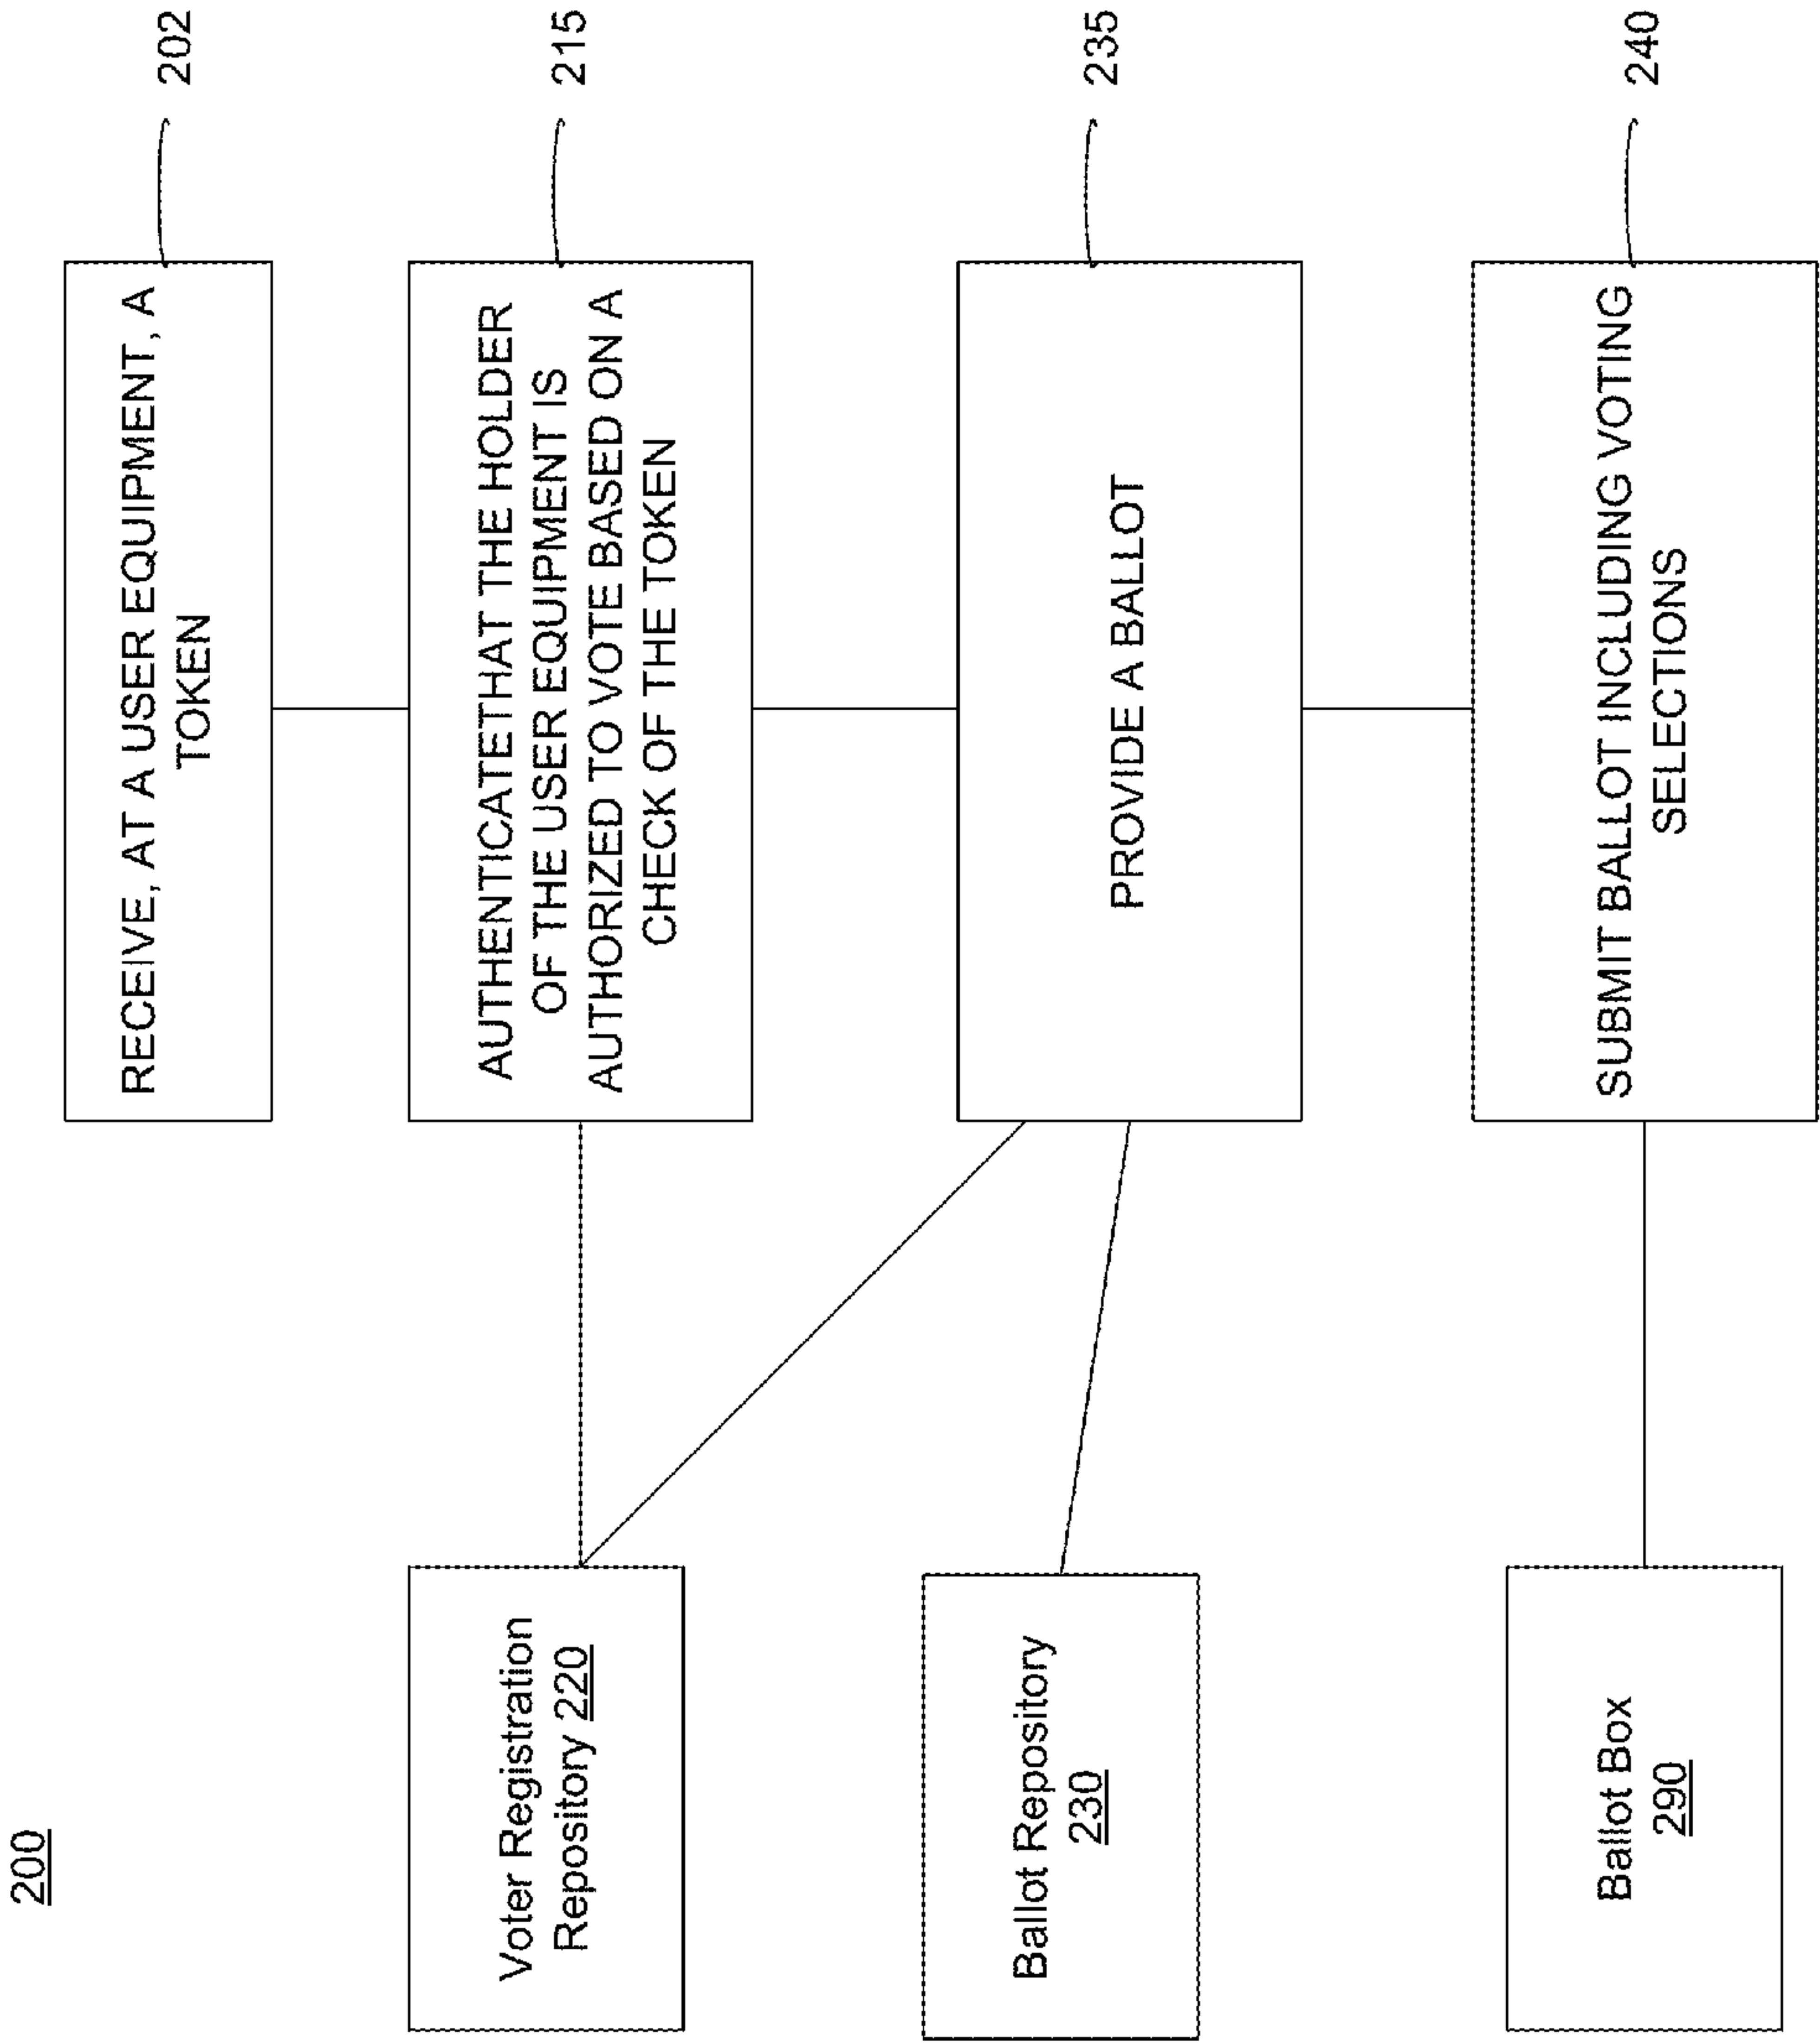 200
RECEIVE, AT A USER EQUIPMENT, A
TOKEN
202
AUTHENTICATETHAT THE HOLDER
OF THE USER EQUIPMENT IS
AUTHORIZED TO VOTE BASED ON A
CHECK OF THE TOKEN
215
Voter Registration
Repository 220
PROVIDE A BALLOT
235
Ballot Repository
230
SUBMIT BALLOT INCLUDING VOTING
SELECTIONS
240
Ballot Box
290